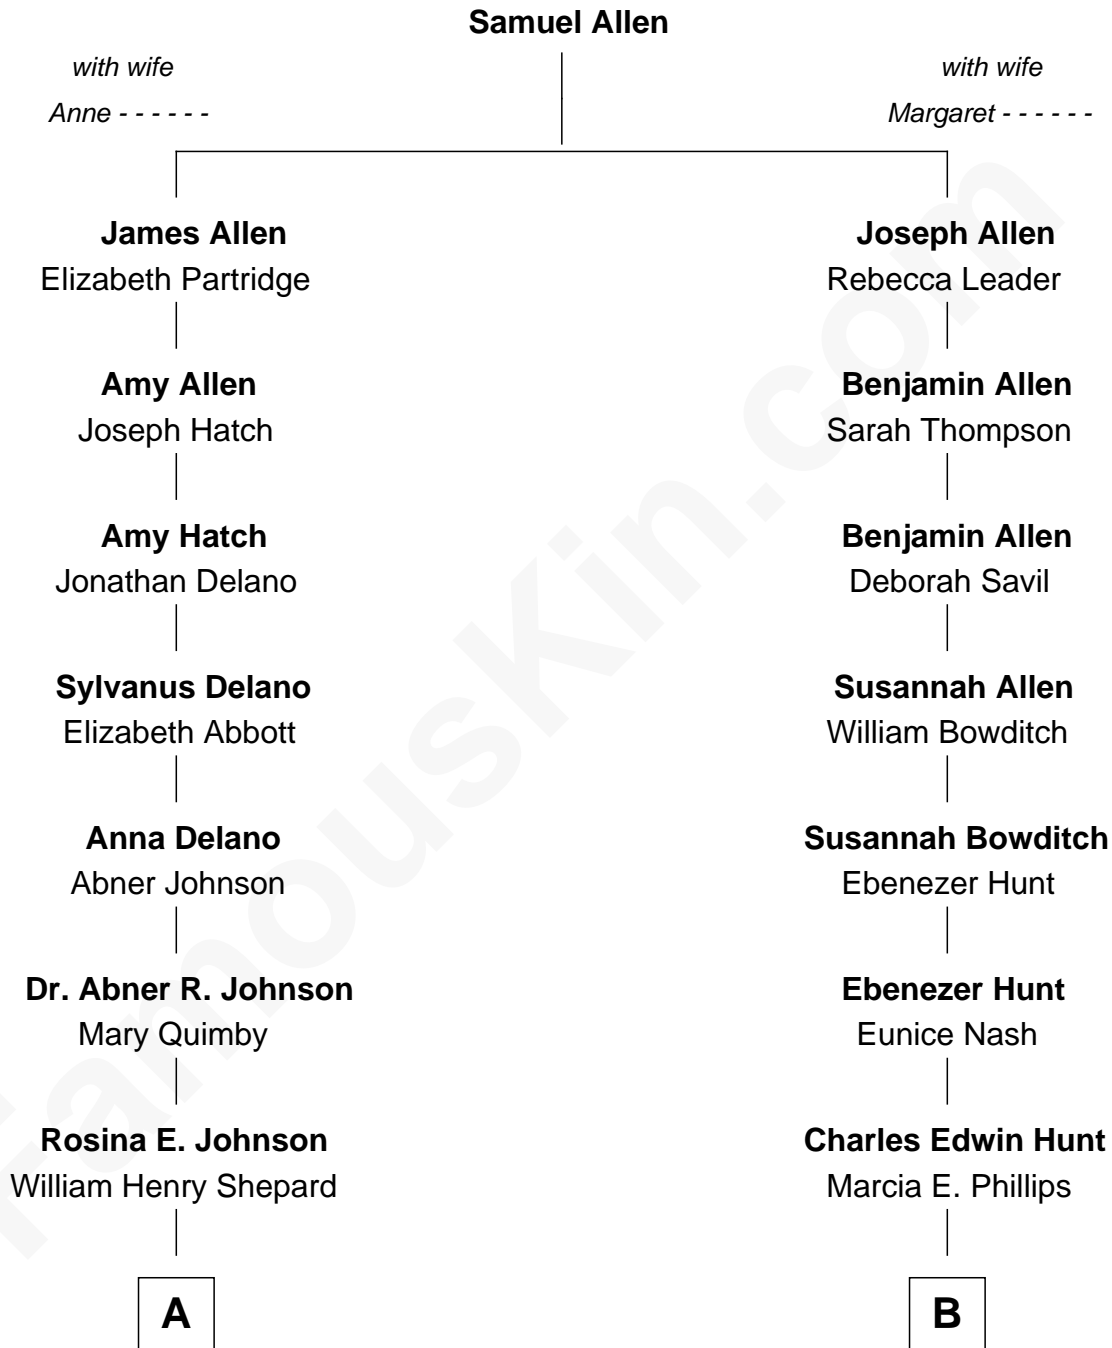 Samuel Allen
with wife
Anne - - - - - -
with wife
Margaret - - - - - -
James Allen
Elizabeth Partridge
Joseph Allen
Rebecca Leader
Amy Allen
Joseph Hatch
Benjamin Allen
Sarah Thompson
Amy Hatch
Jonathan Delano
Benjamin Allen
Deborah Savil
Sylvanus Delano
Elizabeth Abbott
Susannah Allen
William Bowditch
Anna Delano
Abner Johnson
Susannah Bowditch
Ebenezer Hunt
Dr. Abner R. Johnson
Mary Quimby
Ebenezer Hunt
Eunice Nash
Rosina E. Johnson
William Henry Shepard
Charles Edwin Hunt
Marcia E. Phillips
A
B
FamousKin.com